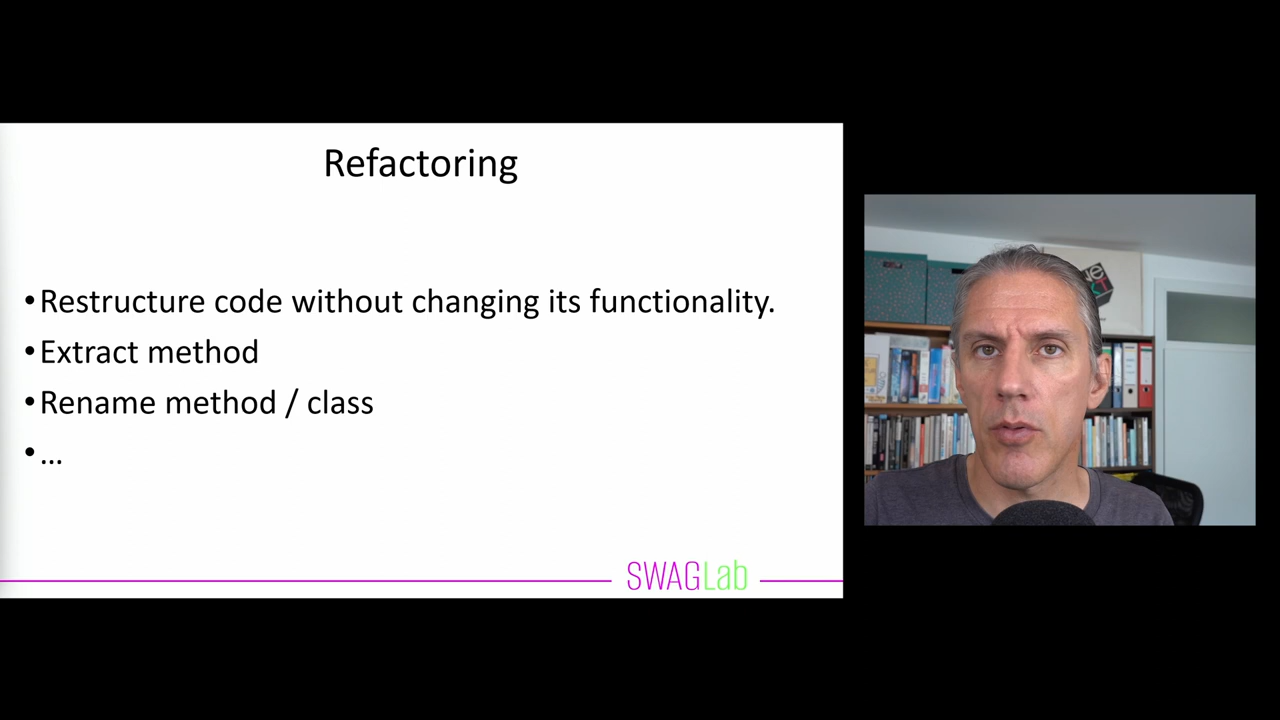 Refactoring
•Restructure code without changing its functionality.
•Extract method
•Rename method / class
•…
SWAGLab